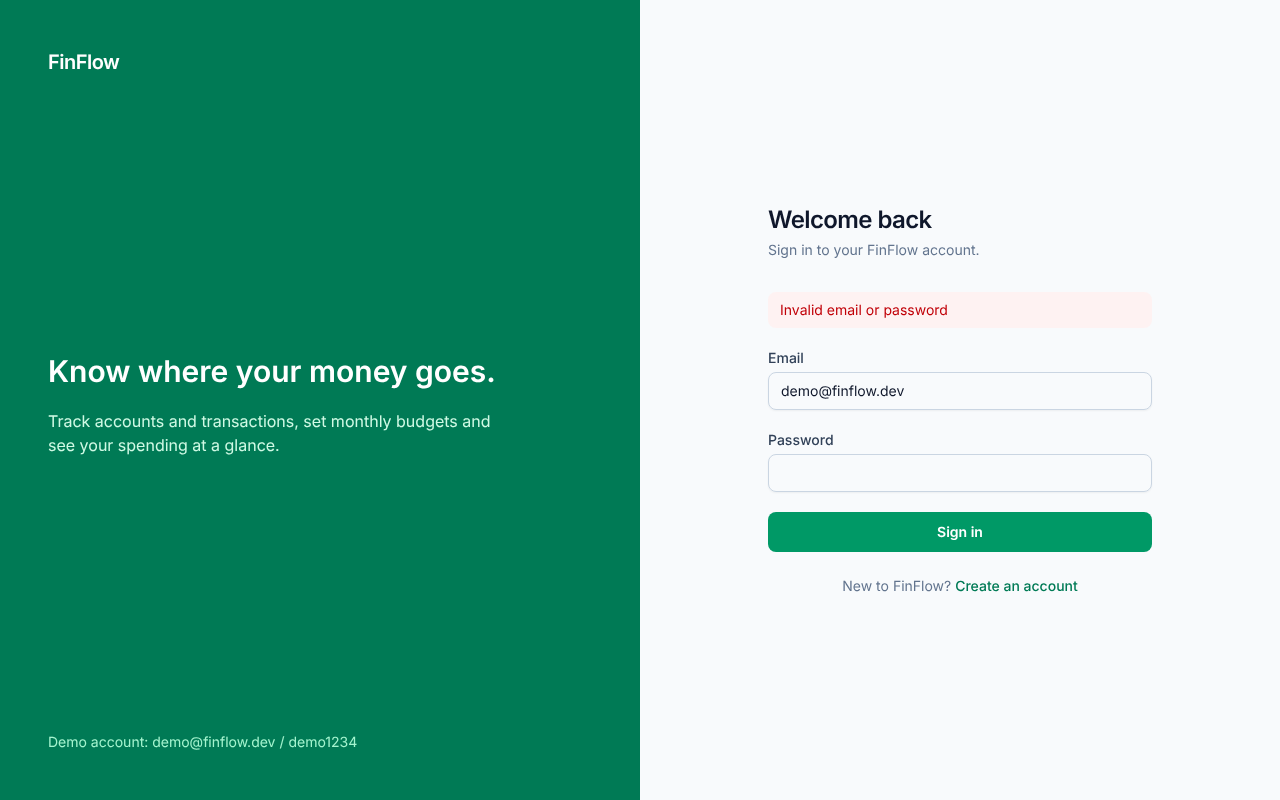 FinFlow
Know where your money goes.
Track accounts and transactions, set monthly budgets and
see your spending at a glance.
Demo account: demo@finflow.dev / demo1234
Welcome back
Sign in to your FinFlow account.
Invalid email or password
Email
demo@finflow.dev
Password
Sign in
New to FinFlow? Create an account